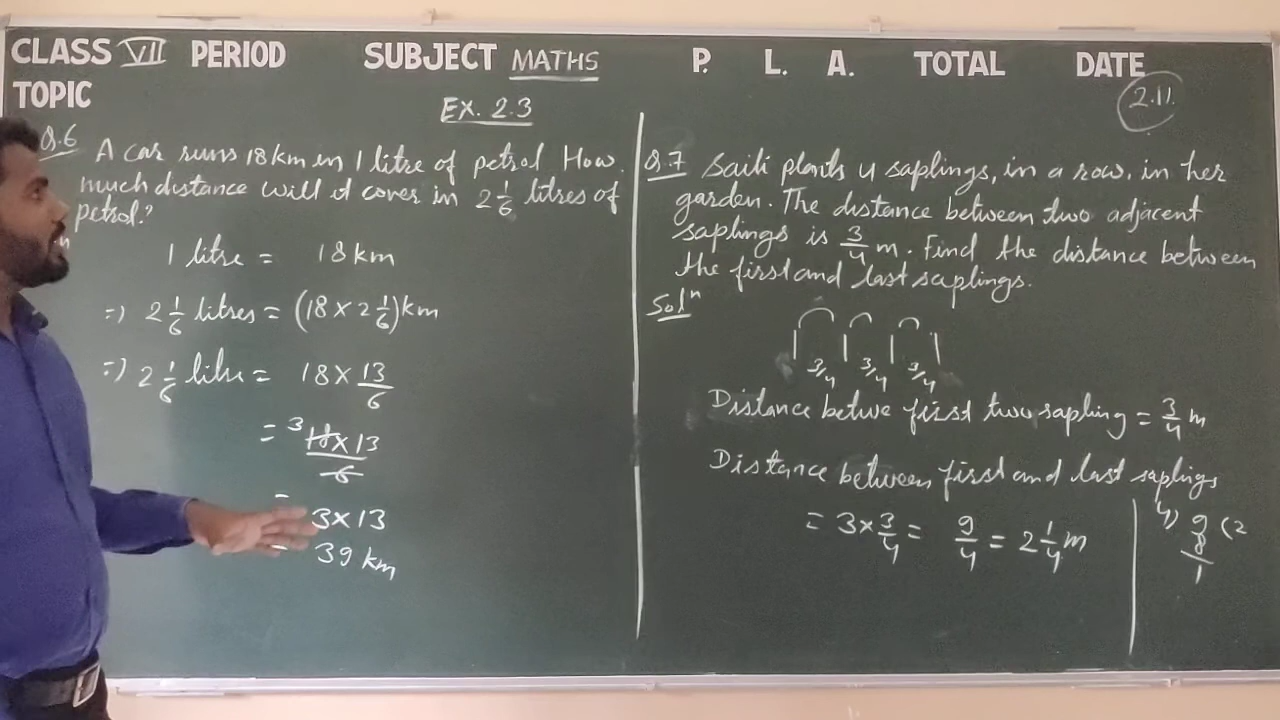 CLASS VII PERIOD SUBJECT MATHS P. L. A. TOTAL DATE
TOPIC
2.11
EX. 2.3
Q.6 A car runs 18 km in 1 litre of petrol How
much distance will it cover in 2 1/6 litres of
petrol?
n
1 litre = 18 km
=) 2 1/6 litres = (18 × 2 1/6) km
=) 2 1/6 litre = 18 × 13/6
= 3 18 × 13 / 6
= 3 × 13
= 39 km
Q.7 Saili plants 4 saplings, in a row, in her
garden. The distance between two adjacent
saplings is 3/4 m. Find the distance between
the first and last saplings.
Solⁿ
3/4 3/4 3/4
Distance betwe first two sapling = 3/4 m
Distance between first and last saplings
= 3 × 3/4 = 9/4 = 2 1/4 m
4) 9 (2
8
1